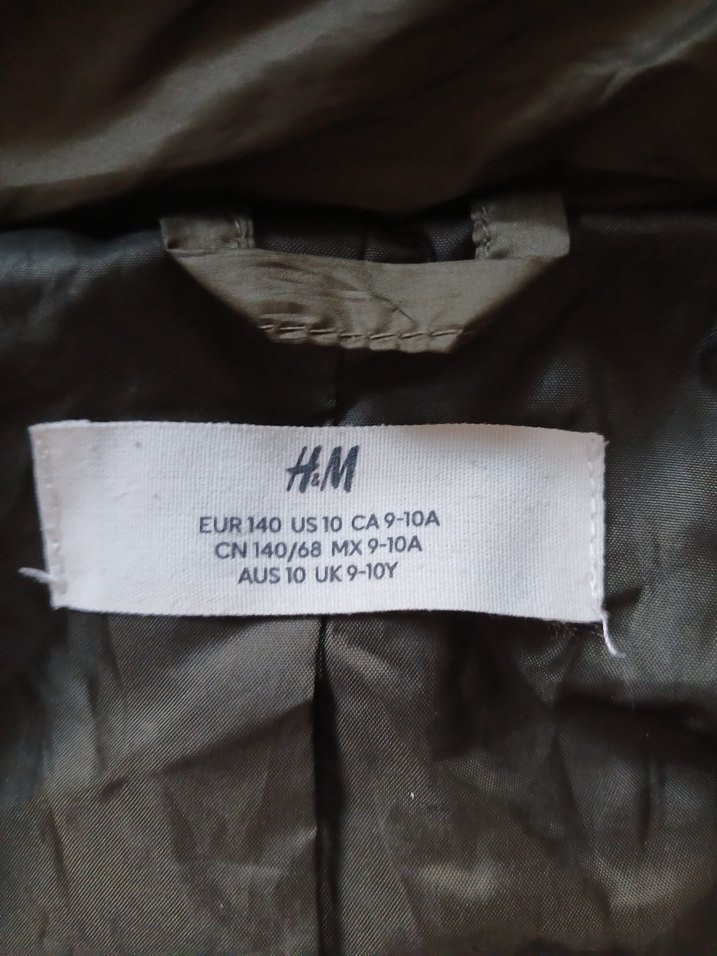 H&M
EUR 140 US 10 CA 9-10A
CN 140/68 MX 9-10A
AUS 10 UK 9-10Y